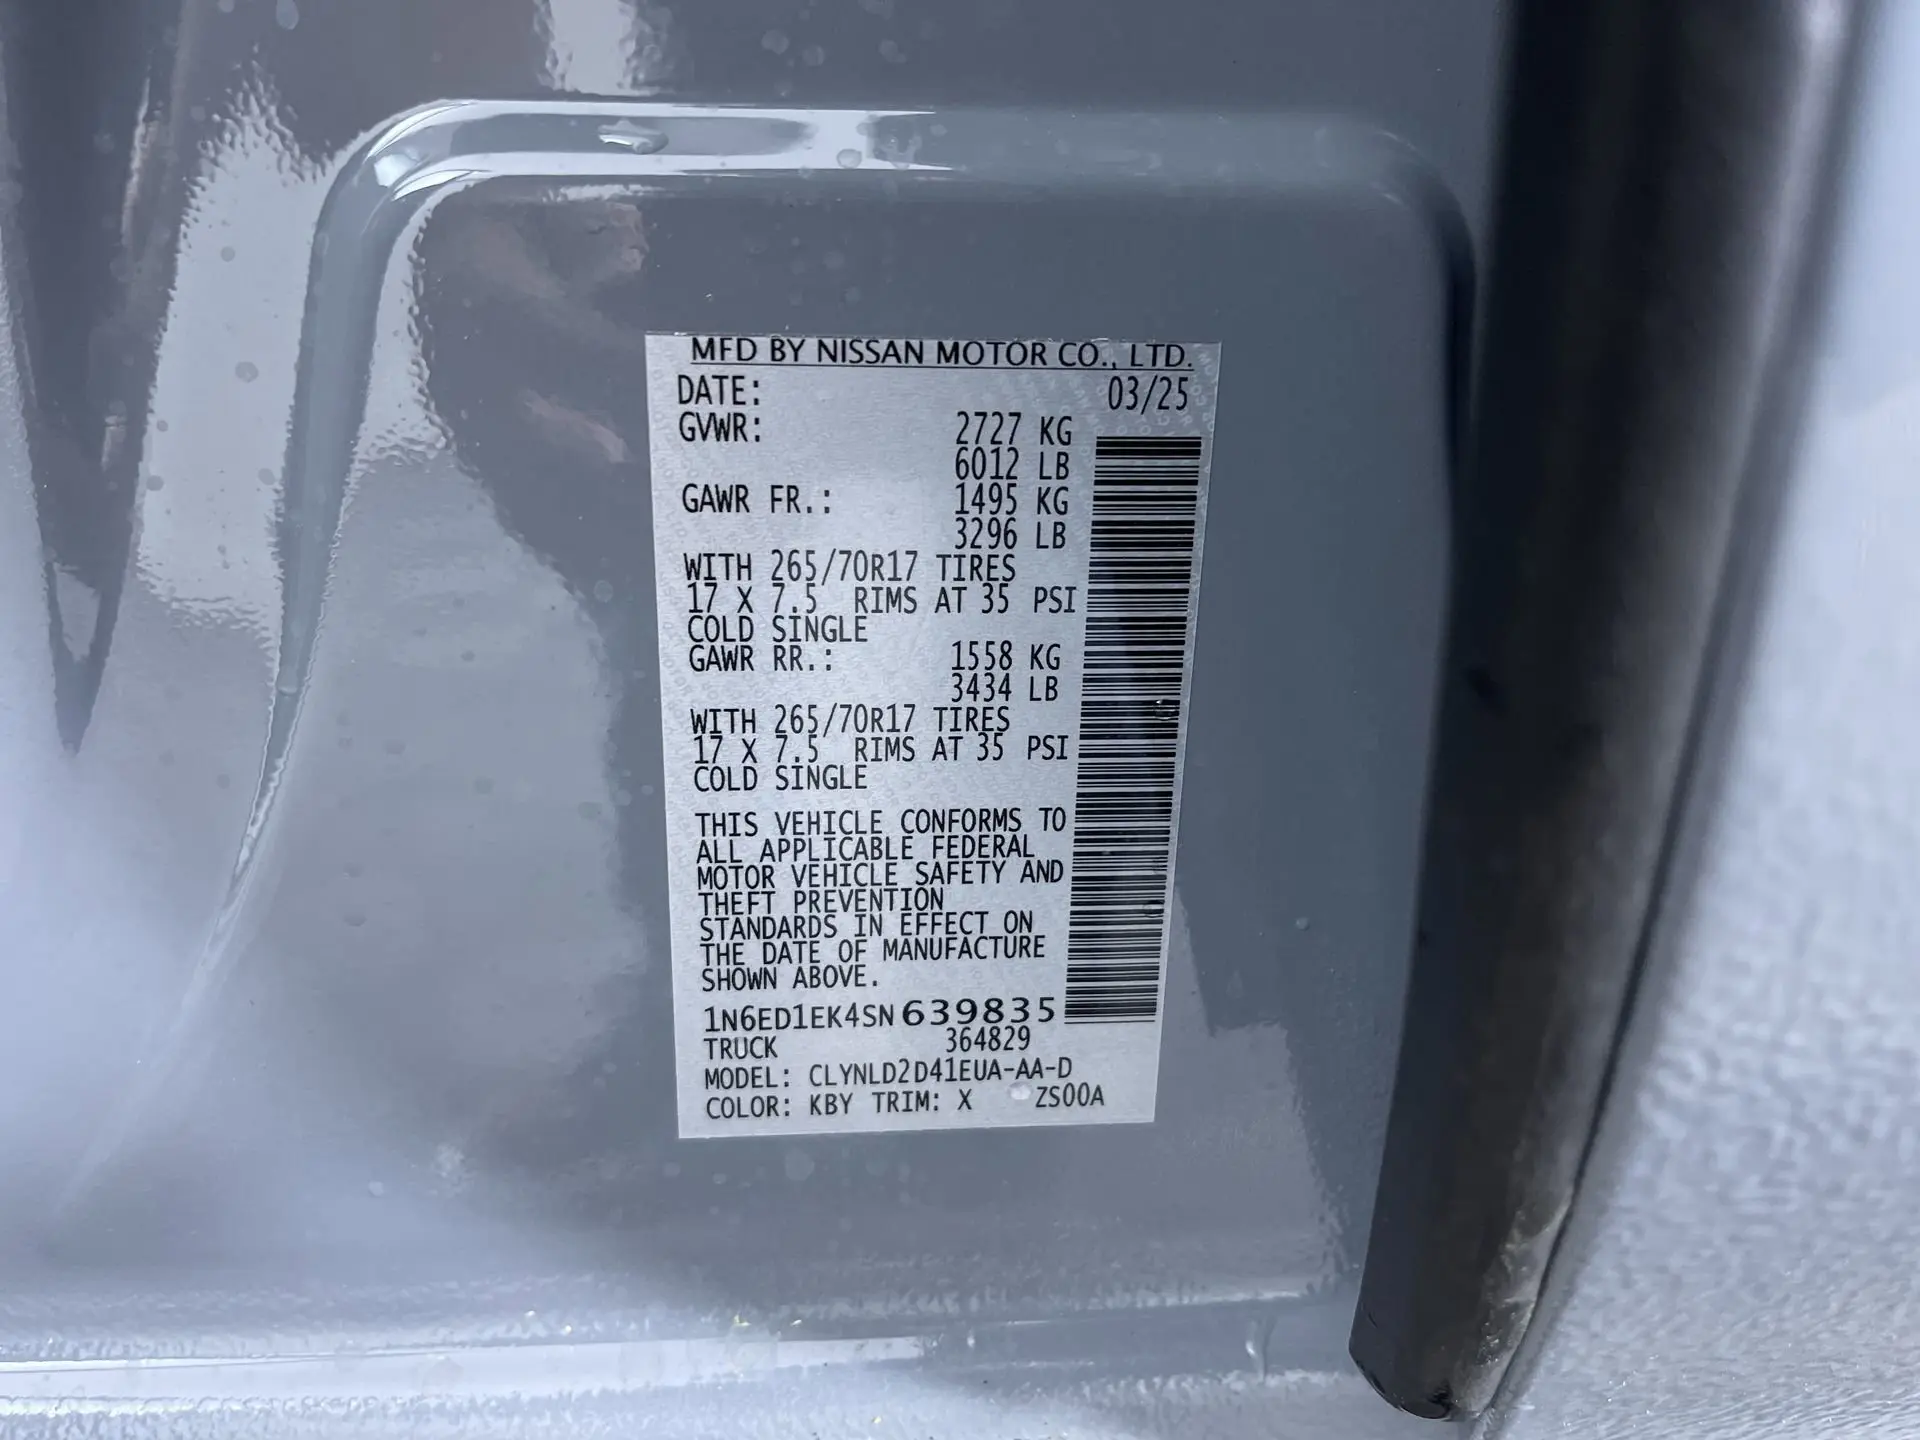 MFD BY NISSAN MOTOR CO., LTD.
DATE: 03/25
GVWR: 2727 KG
6012 LB
GAWR FR.: 1495 KG
3296 LB
WITH 265/70R17 TIRES
17 X 7.5 RIMS AT 35 PSI
COLD SINGLE
GAWR RR.: 1558 KG
3434 LB
WITH 265/70R17 TIRES
17 X 7.5 RIMS AT 35 PSI
COLD SINGLE
THIS VEHICLE CONFORMS TO
ALL APPLICABLE FEDERAL
MOTOR VEHICLE SAFETY AND
THEFT PREVENTION
STANDARDS IN EFFECT ON
THE DATE OF MANUFACTURE
SHOWN ABOVE.
1N6ED1EK4SN639835
TRUCK 364829
MODEL: CLYNLD2D41EUA-AA-D
COLOR: KBY TRIM: X ZS00A